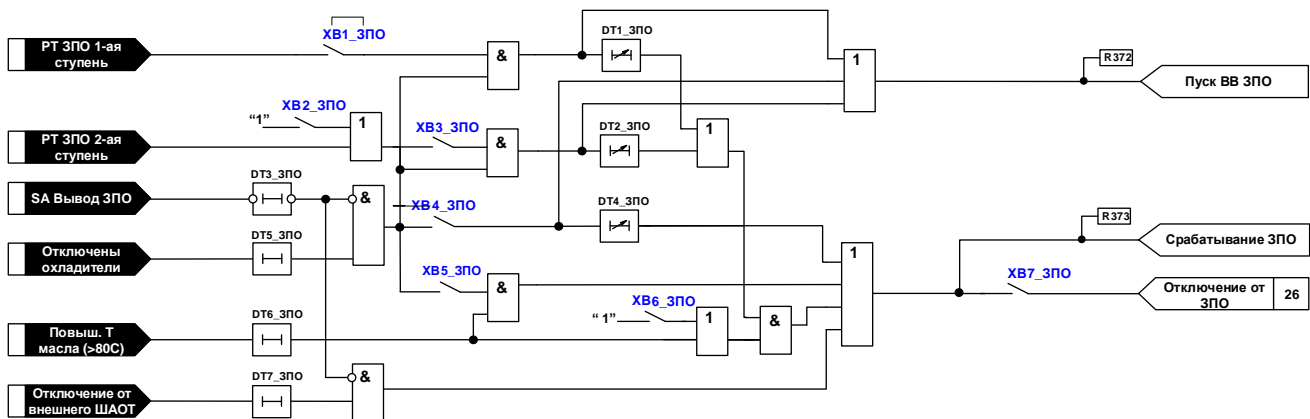 РТ ЗПО 1-ая
ступень
XB1_ЗПО
&
DT1_ЗПО
1
R372
Пуск ВВ ЗПО
РТ ЗПО 2-ая
ступень
“1”
XB2_ЗПО
1
XB3_ЗПО
&
DT2_ЗПО
1
SA Вывод ЗПО
DT3_ЗПО
&
XB4_ЗПО
DT4_ЗПО
R373
Срабатывание ЗПО
Отключены
охладители
DT5_ЗПО
XB5_ЗПО
&
1
XB7_ЗПО
Отключение от
ЗПО
26
Повыш. Т
масла (>80С)
DT6_ЗПО
“ 1”
XB6_ЗПО
1
&
Отключение от
внешнего ШАОТ
DT7_ЗПО
&